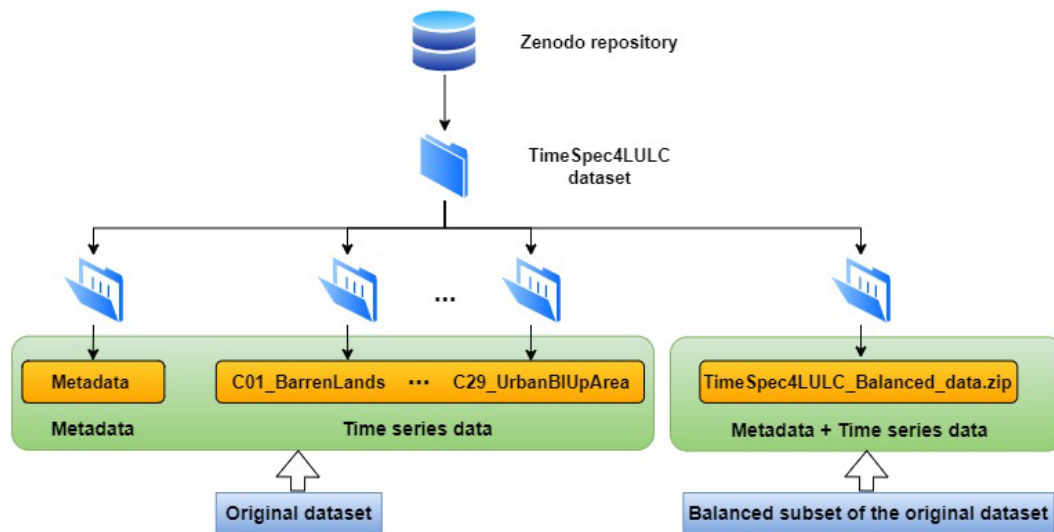 Zenodo repository
TimeSpec4LULC
dataset
...
Metadata
C01_BarrenLands ... C29_UrbanBlUpArea
TimeSpec4LULC_Balanced_data.zip
Metadata
Time series data
Metadata + Time series data
Original dataset
Balanced subset of the original dataset